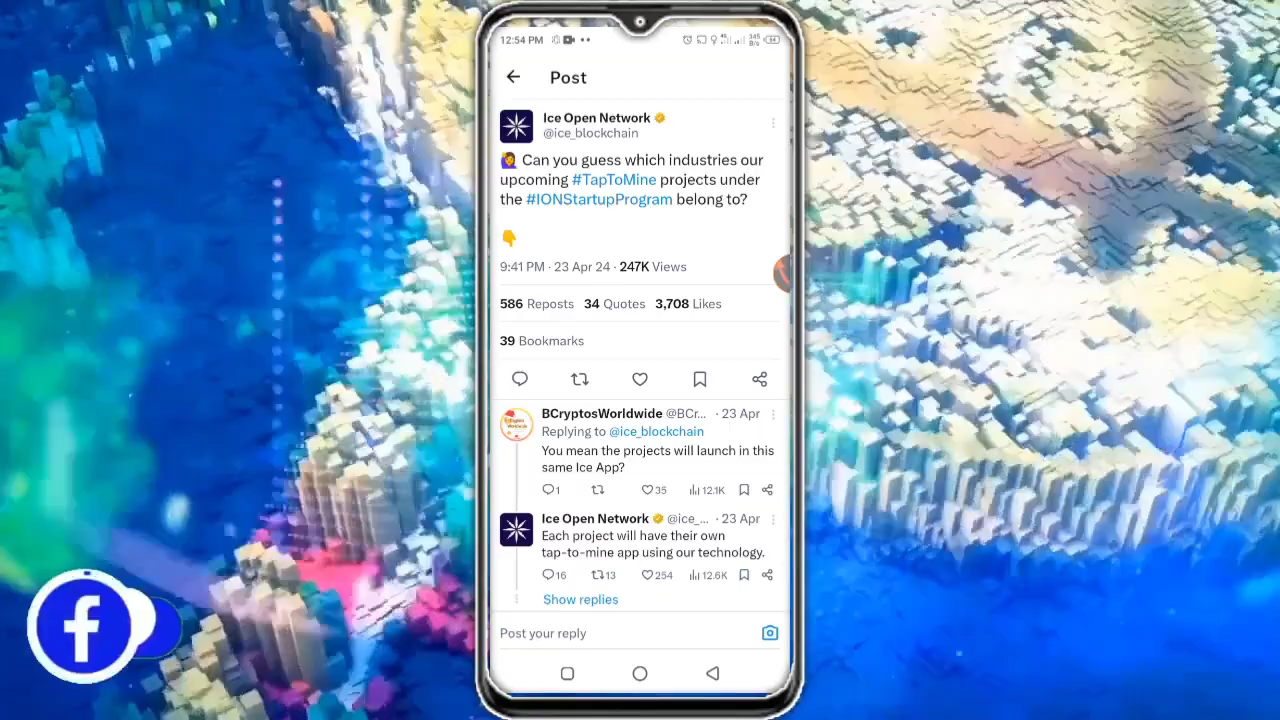 12:54 PM
345 B/s
34
Post
Ice Open Network
@ice_blockchain
🙋 Can you guess which industries our
upcoming #TapToMine projects under
the #IONStartupProgram belong to?
👇
9:41 PM · 23 Apr 24 · 247K Views
586 Reposts 34 Quotes 3,708 Likes
39 Bookmarks
BCryptosWorldwide @BCr... · 23 Apr
Replying to @ice_blockchain
You mean the projects will launch in this
same Ice App?
1 35 12.1K
Ice Open Network @ice_... · 23 Apr
Each project will have their own
tap-to-mine app using our technology.
16 13 254 12.6K
Show replies
Post your reply